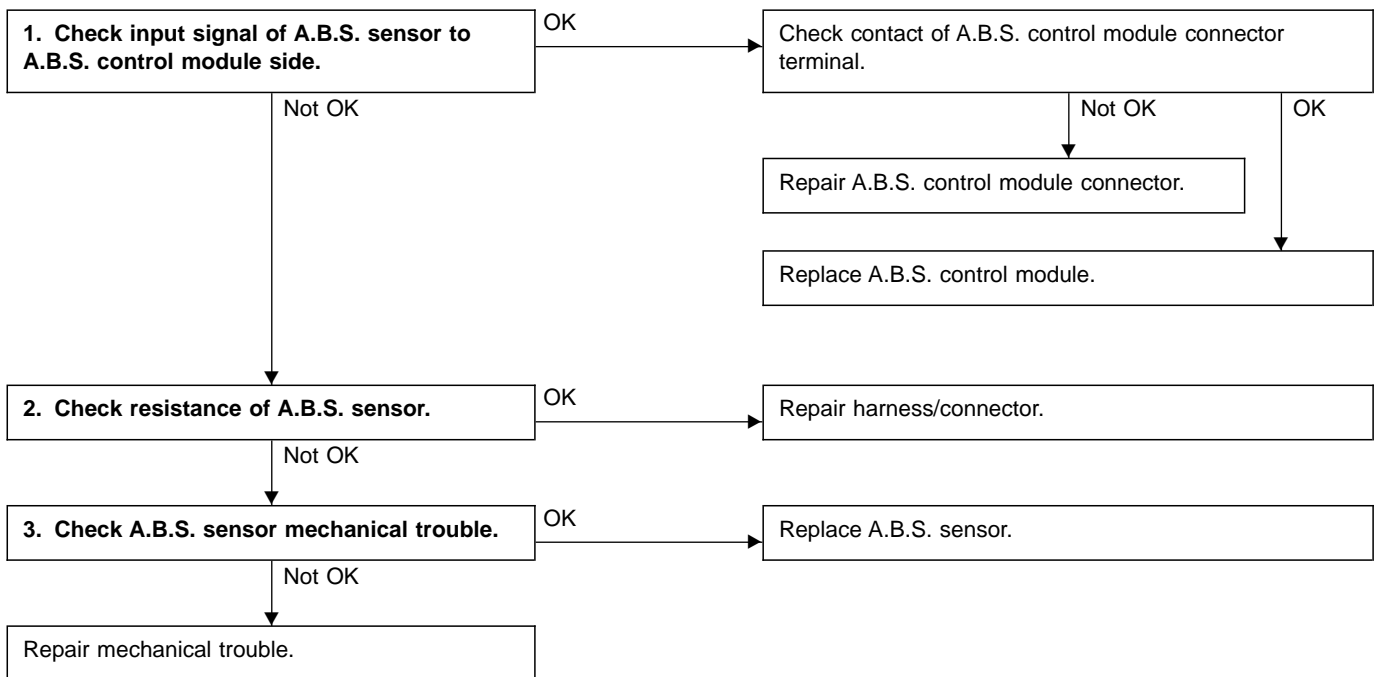 1. Check input signal of A.B.S. sensor to
A.B.S. control module side.
OK
Check contact of A.B.S. control module connector
terminal.
Not OK
Not OK
OK
Repair A.B.S. control module connector.
Replace A.B.S. control module.
2. Check resistance of A.B.S. sensor.
OK
Repair harness/connector.
Not OK
3. Check A.B.S. sensor mechanical trouble.
OK
Replace A.B.S. sensor.
Not OK
Repair mechanical trouble.